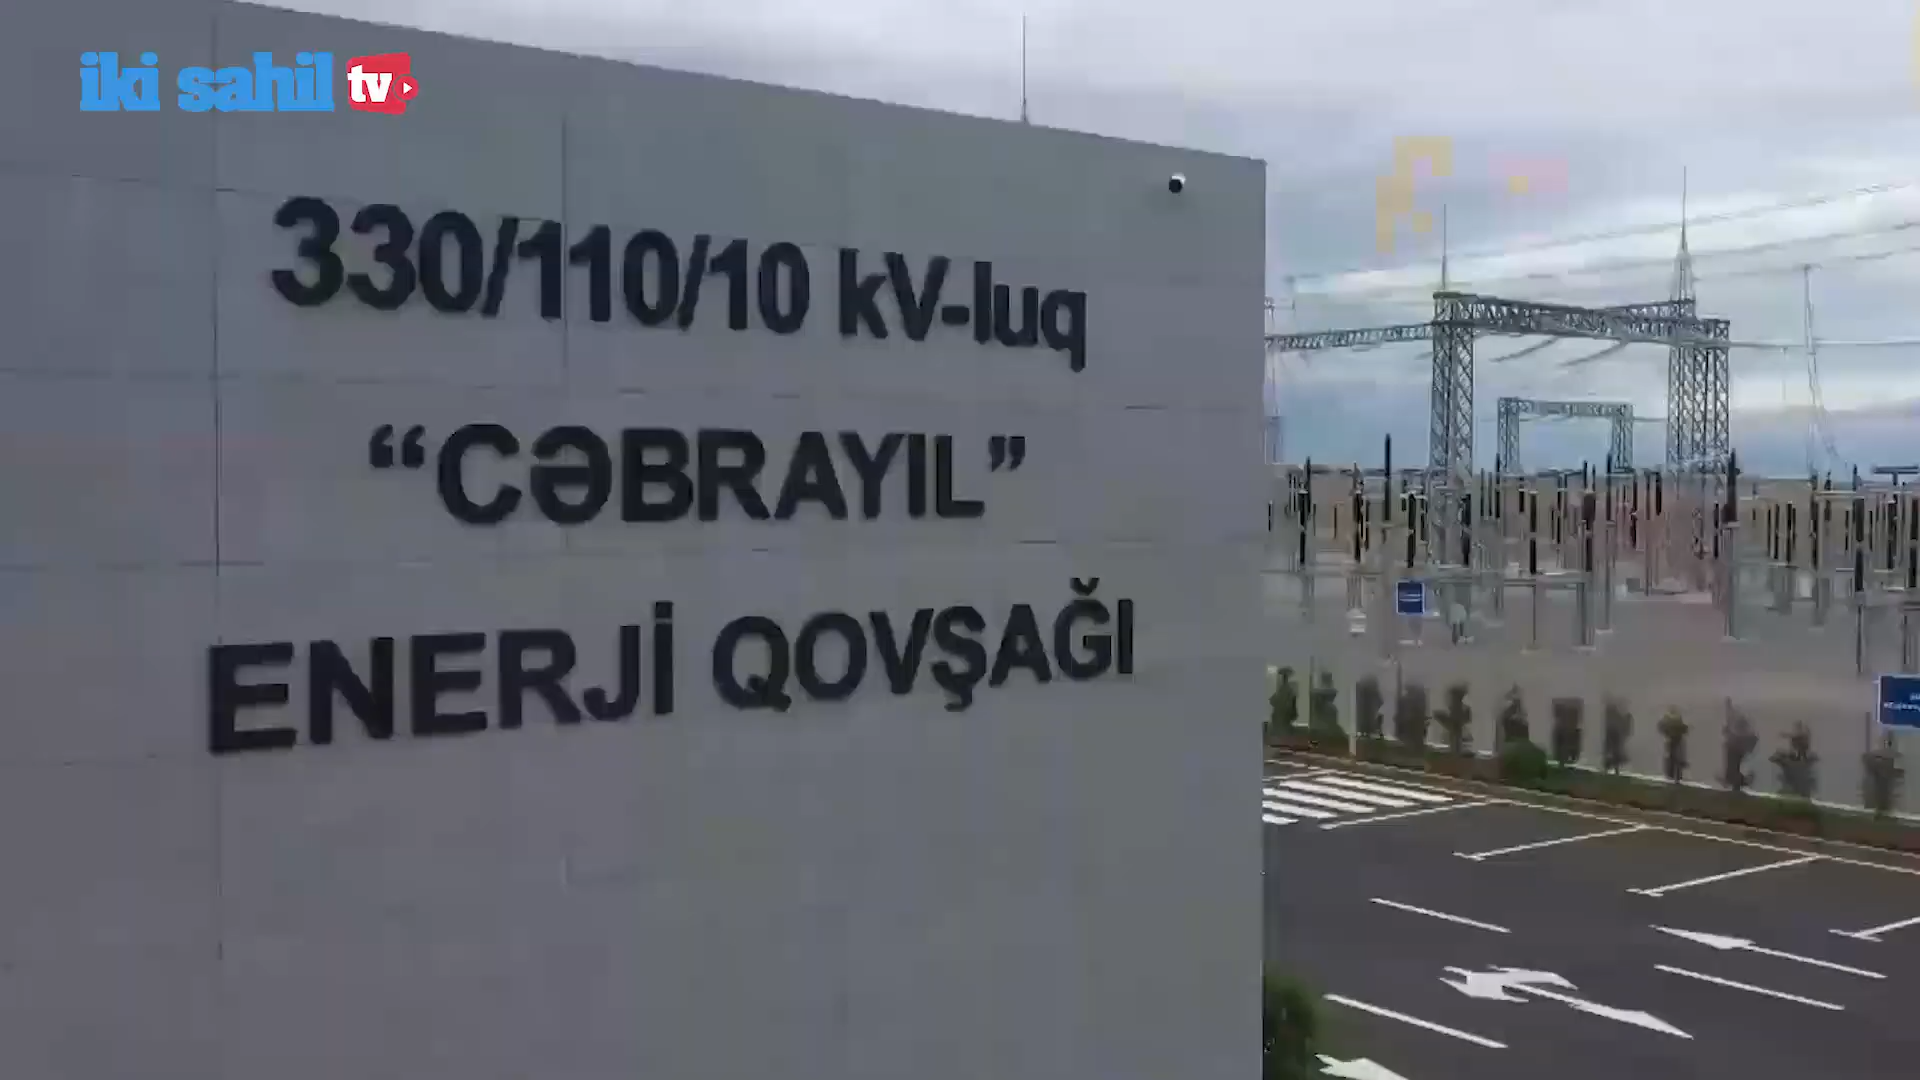 iki sahil tv
330/110/10 kV-luq
“CƏBRAYIL”
ENERJİ QOVŞAĞI